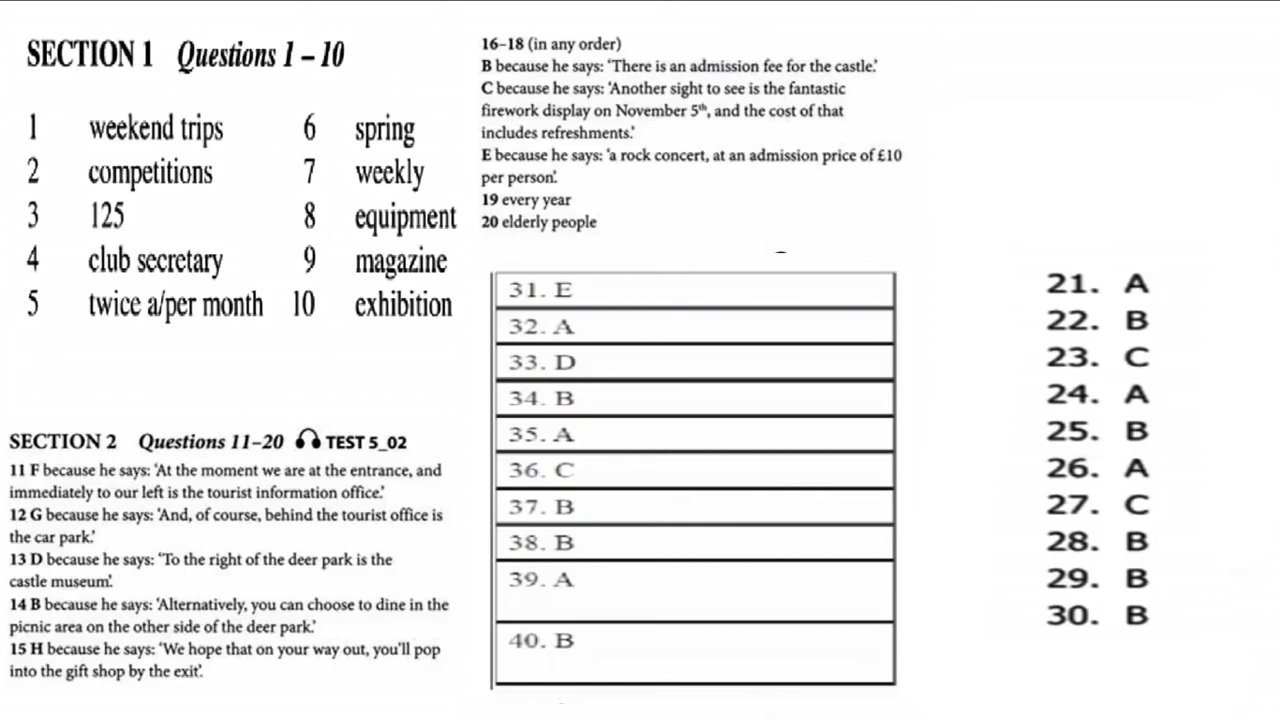 SECTION 1 Questions 1 – 10
1 weekend trips 6 spring
2 competitions 7 weekly
3 125 8 equipment
4 club secretary 9 magazine
5 twice a/per month 10 exhibition
SECTION 2 Questions 11–20 TEST 5_02
11 F because he says: 'At the moment we are at the entrance, and
immediately to our left is the tourist information office.'
12 G because he says: 'And, of course, behind the tourist office is
the car park.'
13 D because he says: 'To the right of the deer park is the
castle museum'.
14 B because he says: 'Alternatively, you can choose to dine in the
picnic area on the other side of the deer park.'
15 H because he says: 'We hope that on your way out, you'll pop
into the gift shop by the exit'.
16–18 (in any order)
B because he says: 'There is an admission fee for the castle.'
C because he says: 'Another sight to see is the fantastic
firework display on November 5th, and the cost of that
includes refreshments.'
E because he says: 'a rock concert, at an admission price of £10
per person'.
19 every year
20 elderly people
31. E
32. A
33. D
34. B
35. A
36. C
37. B
38. B
39. A
40. B
21. A
22. B
23. C
24. A
25. B
26. A
27. C
28. B
29. B
30. B